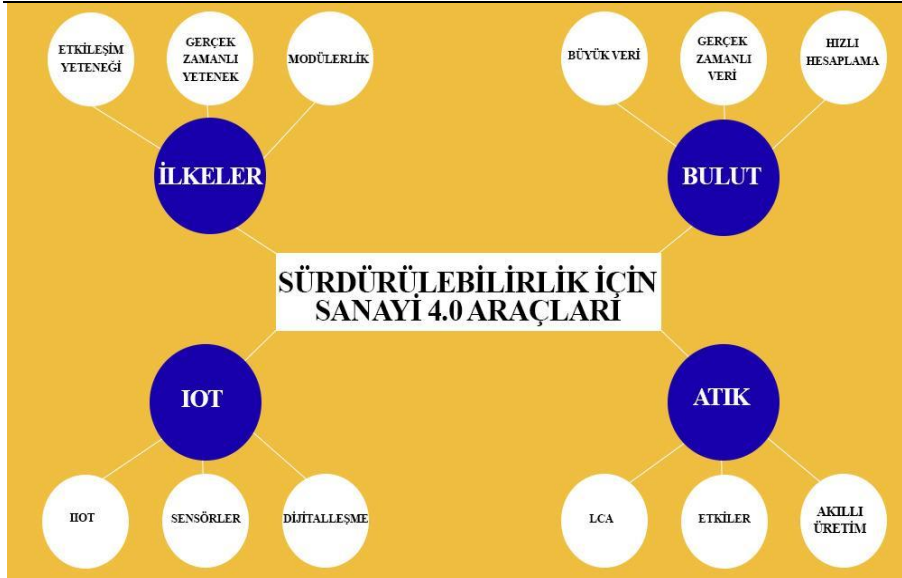 ETKİLEŞİM
YETENEĞİ
GERÇEK
ZAMANLI
YETENEK
MODÜLERLİK
BÜYÜK VERİ
GERÇEK
ZAMANLI
VERİ
HIZLI
HESAPLAMA
İLKELER
BULUT
SÜRDÜRÜLEBİLİRLİK İÇİN
SANAYİ 4.0 ARAÇLARI
IOT
ATIK
IIOT
SENSÖRLER
DİJİTALLEŞME
LCA
ETKİLER
AKILLI
ÜRETİM